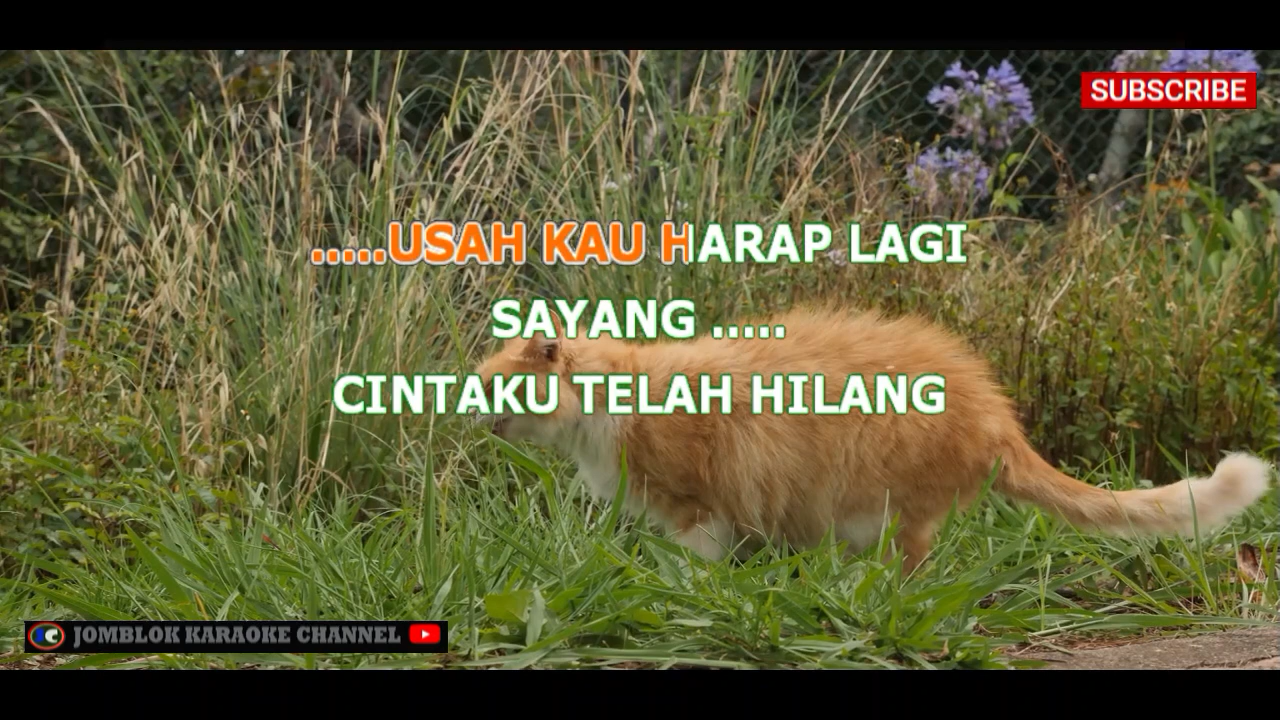 SUBSCRIBE
.....USAH KAU HARAP LAGI
SAYANG .....
CINTAKU TELAH HILANG
JOMBLOK KARAOKE CHANNEL